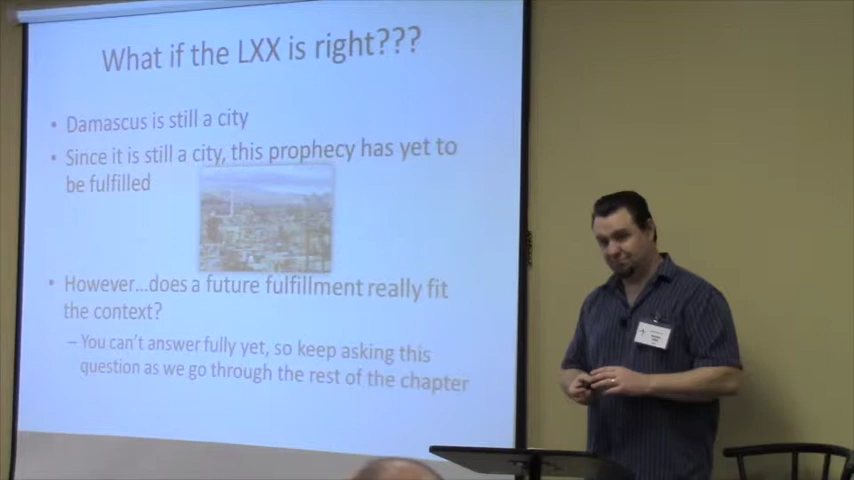 What if the LXX is right???
• Damascus is still a city
• Since it is still a city, this prophecy has yet to
be fulfilled
• However...does a future fulfillment really fit
the context?
– You can't answer fully yet, so keep asking this
question as we go through the rest of the chapter